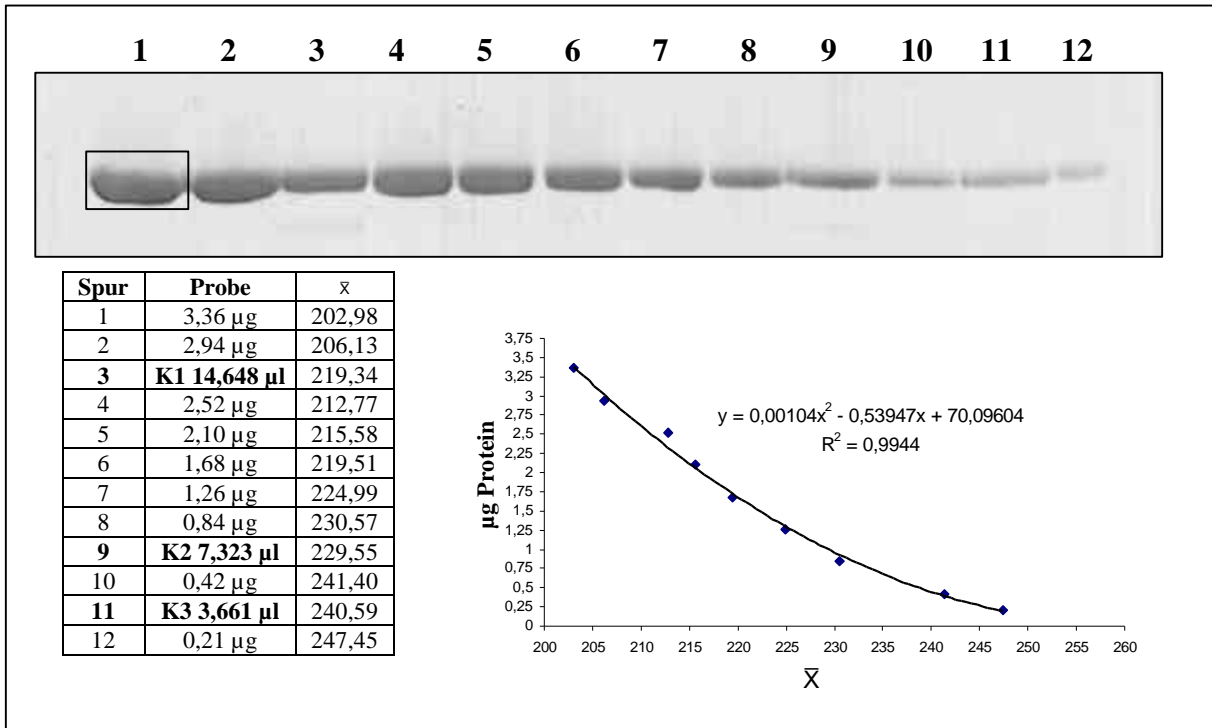 1 2 3 4 5 6 7 8 9 10 11 12
Spur Probe x̅
1 3,36 µg 202,98
2 2,94 µg 206,13
3 K1 14,648 µl 219,34
4 2,52 µg 212,77
5 2,10 µg 215,58
6 1,68 µg 219,51
7 1,26 µg 224,99
8 0,84 µg 230,57
9 K2 7,323 µl 229,55
10 0,42 µg 241,40
11 K3 3,661 µl 240,59
12 0,21 µg 247,45
µg Protein
3,75
3,5
3,25
3
2,75
2,5
2,25
2
1,75
1,5
1,25
1
0,75
0,5
0,25
0
y = 0,00104x² - 0,53947x + 70,09604
R² = 0,9944
200 205 210 215 220 225 230 235 240 245 250 255 260
X̅